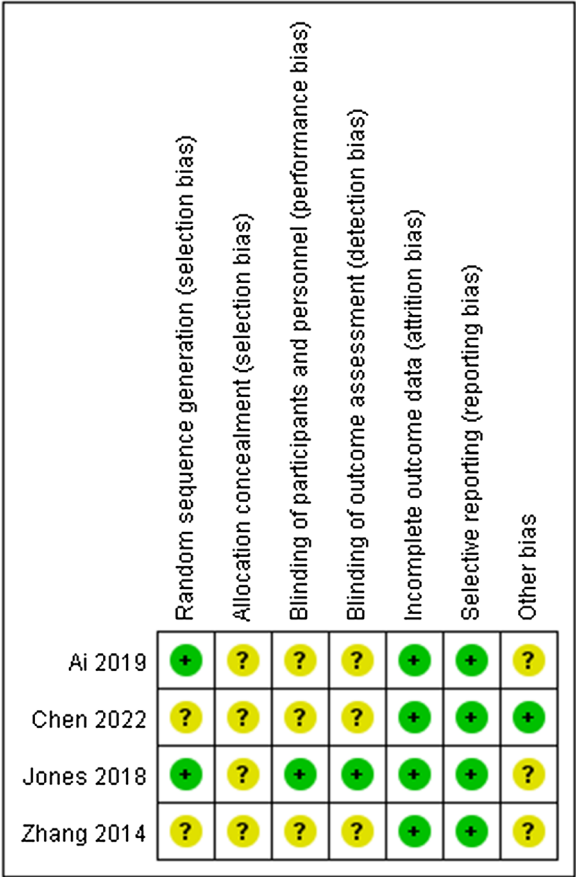 Random sequence generation (selection bias)
Allocation concealment (selection bias)
Blinding of participants and personnel (performance bias)
Blinding of outcome assessment (detection bias)
Incomplete outcome data (attrition bias)
Selective reporting (reporting bias)
Other bias
Ai 2019 + ? ? ? + + ?
Chen 2022 ? ? ? ? + + +
Jones 2018 + ? + + + + ?
Zhang 2014 ? ? ? ? + + ?